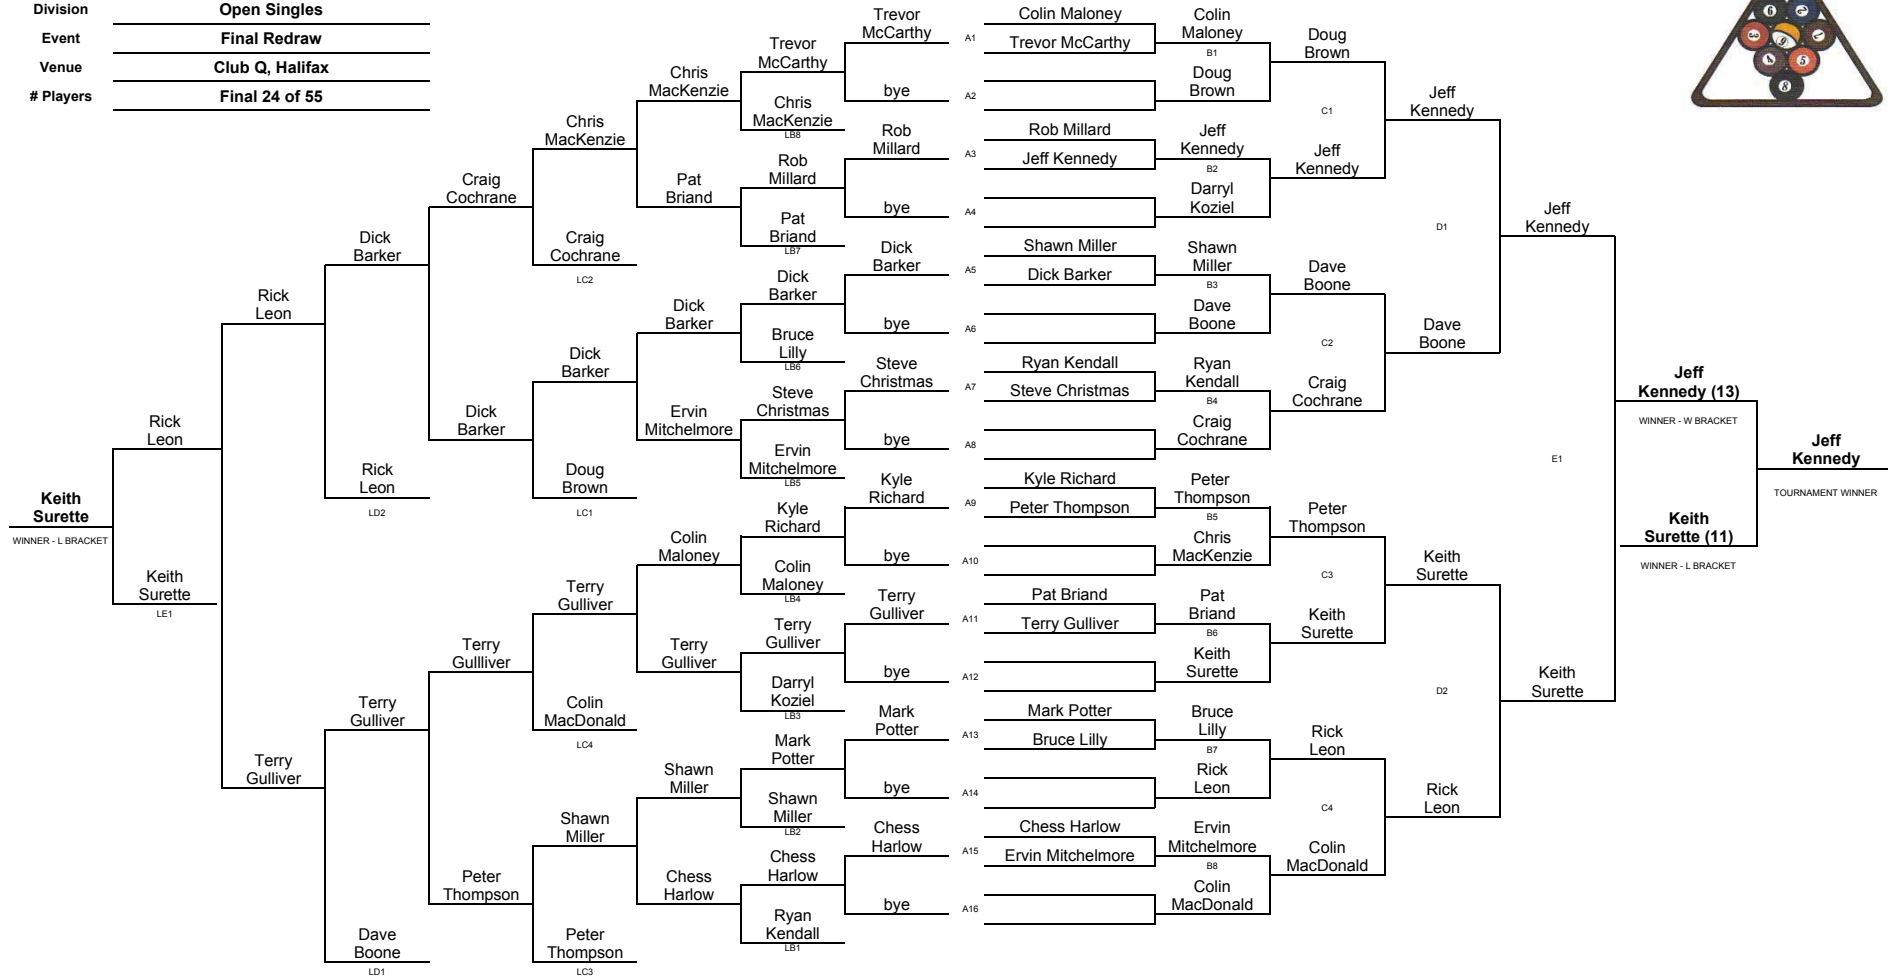 Division
Open Singles
Event
Final Redraw
Venue
Club Q, Halifax
# Players
Final 24 of 55
Keith
Surette
WINNER - L BRACKET
Rick
Leon
Keith
Surette
LE1
Rick
Leon
Terry
Gulliver
Dick
Barker
Rick
Leon
LD2
Terry
Gulliver
Dave
Boone
LD1
Craig
Cochrane
Dick
Barker
Terry
Gullliver
Peter
Thompson
Chris
MacKenzie
Craig
Cochrane
LC2
Dick
Barker
Doug
Brown
LC1
Terry
Gulliver
Colin
MacDonald
LC4
Shawn
Miller
Peter
Thompson
LC3
Chris
MacKenzie
Pat
Briand
Dick
Barker
Ervin
Mitchelmore
Colin
Maloney
Terry
Gulliver
Shawn
Miller
Chess
Harlow
Trevor
McCarthy
Chris
MacKenzie
LB8
Rob
Millard
Pat
Briand
LB7
Dick
Barker
Bruce
Lilly
LB6
Steve
Christmas
Ervin
Mitchelmore
LB5
Kyle
Richard
Colin
Maloney
LB4
Terry
Gulliver
Darryl
Koziel
LB3
Mark
Potter
Shawn
Miller
LB2
Chess
Harlow
Ryan
Kendall
LB1
Trevor
McCarthy
bye
Rob
Millard
bye
Dick
Barker
bye
Steve
Christmas
bye
Kyle
Richard
bye
Terry
Gulliver
bye
Mark
Potter
bye
Chess
Harlow
bye
A1
A2
A3
A4
A5
A6
A7
A8
A9
A10
A11
A12
A13
A14
A15
A16
Colin Maloney
Trevor McCarthy
Rob Millard
Jeff Kennedy
Shawn Miller
Dick Barker
Ryan Kendall
Steve Christmas
Kyle Richard
Peter Thompson
Pat Briand
Terry Gulliver
Mark Potter
Bruce Lilly
Chess Harlow
Ervin Mitchelmore
Colin
Maloney
B1
Doug
Brown
Jeff
Kennedy
B2
Darryl
Koziel
Shawn
Miller
B3
Dave
Boone
Ryan
Kendall
B4
Craig
Cochrane
Peter
Thompson
B5
Chris
MacKenzie
Pat
Briand
B6
Keith
Surette
Bruce
Lilly
B7
Rick
Leon
Ervin
Mitchelmore
B8
Colin
MacDonald
Doug
Brown
C1
Jeff
Kennedy
Dave
Boone
C2
Craig
Cochrane
Peter
Thompson
C3
Keith
Surette
Rick
Leon
C4
Colin
MacDonald
Jeff
Kennedy
D1
Dave
Boone
Keith
Surette
D2
Rick
Leon
Jeff
Kennedy
E1
Keith
Surette
Jeff
Kennedy (13)
WINNER - W BRACKET
Keith
Surette (11)
WINNER - L BRACKET
Jeff
Kennedy
TOURNAMENT WINNER
5
8